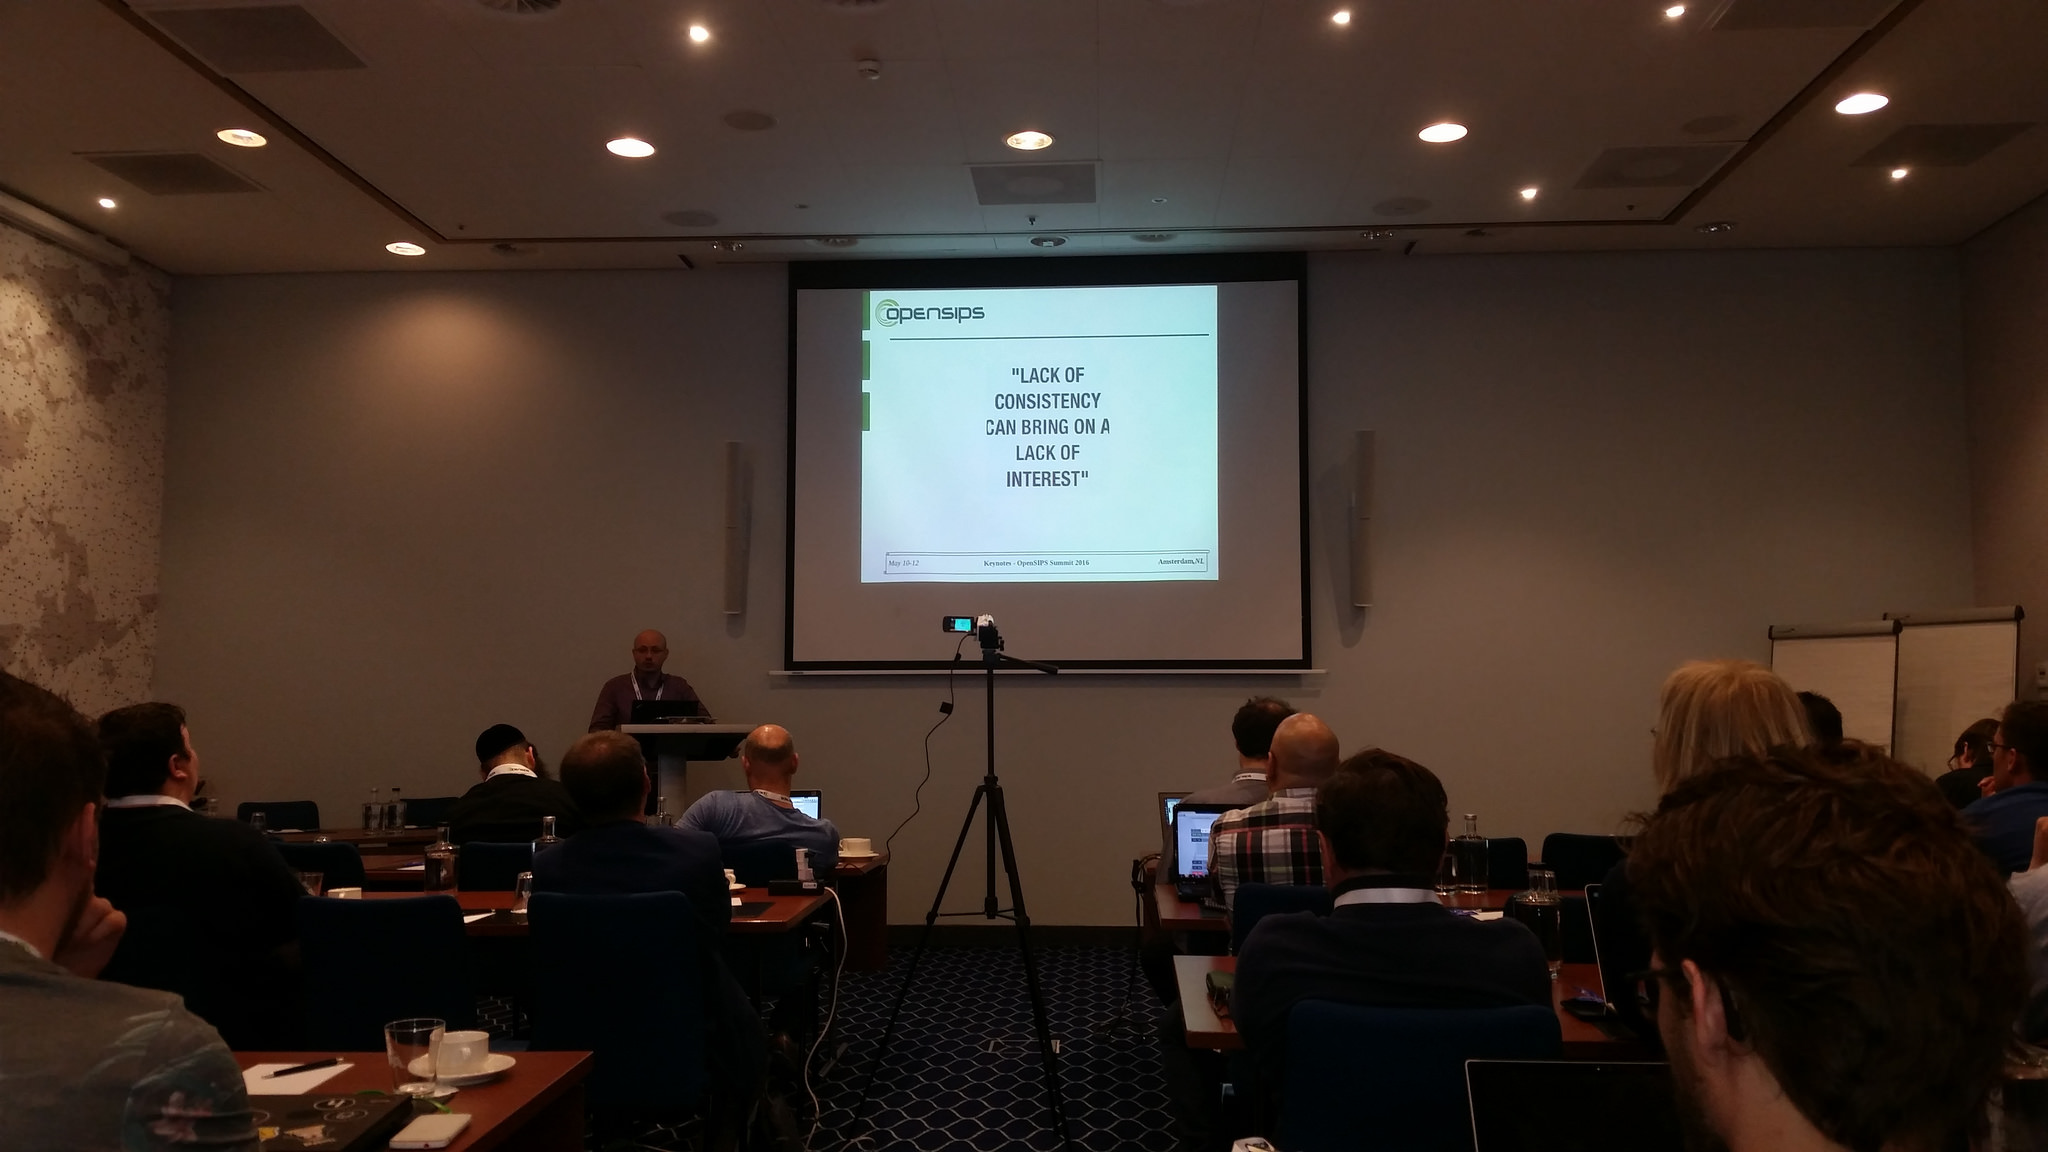 opensips
"LACK OF
CONSISTENCY
CAN BRING ON A
LACK OF
INTEREST"
May 10-12 Keynotes - OpenSIPS Summit 2016 Amsterdam,NL